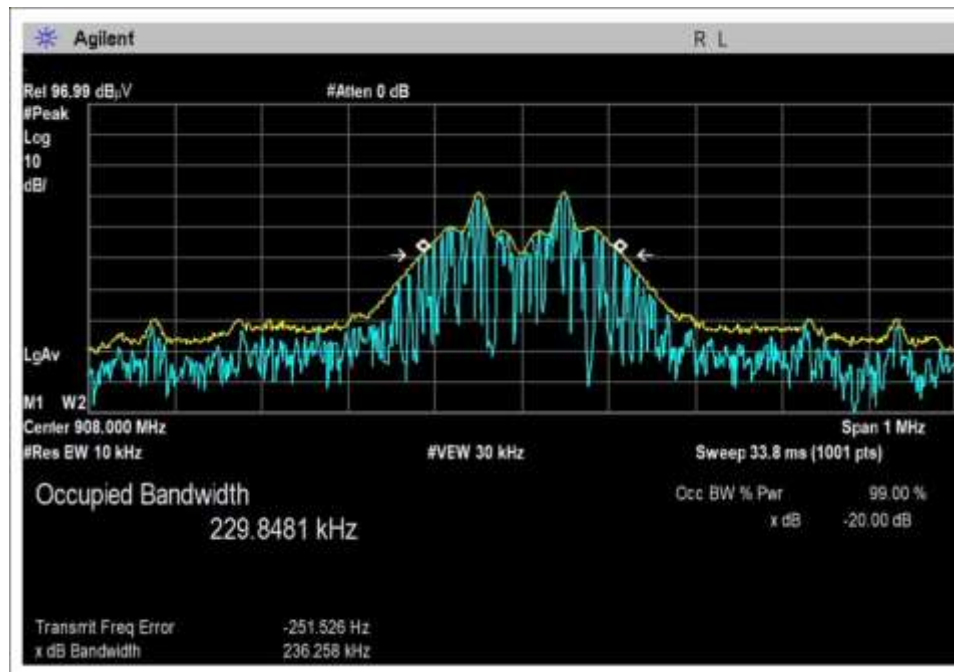 Agilent
R L
Ref 96.99 dBµV #Atten 0 dB
#Peak
Log
10
dB/
LgAv
M1 W2
Center 908.000 MHz Span 1 MHz
#Res BW 10 kHz #VBW 30 kHz Sweep 33.8 ms (1001 pts)
Occupied Bandwidth
229.8481 kHz
Occ BW % Pwr 99.00 %
x dB -20.00 dB
Transmit Freq Error -251.526 Hz
x dB Bandwidth 236.258 kHz